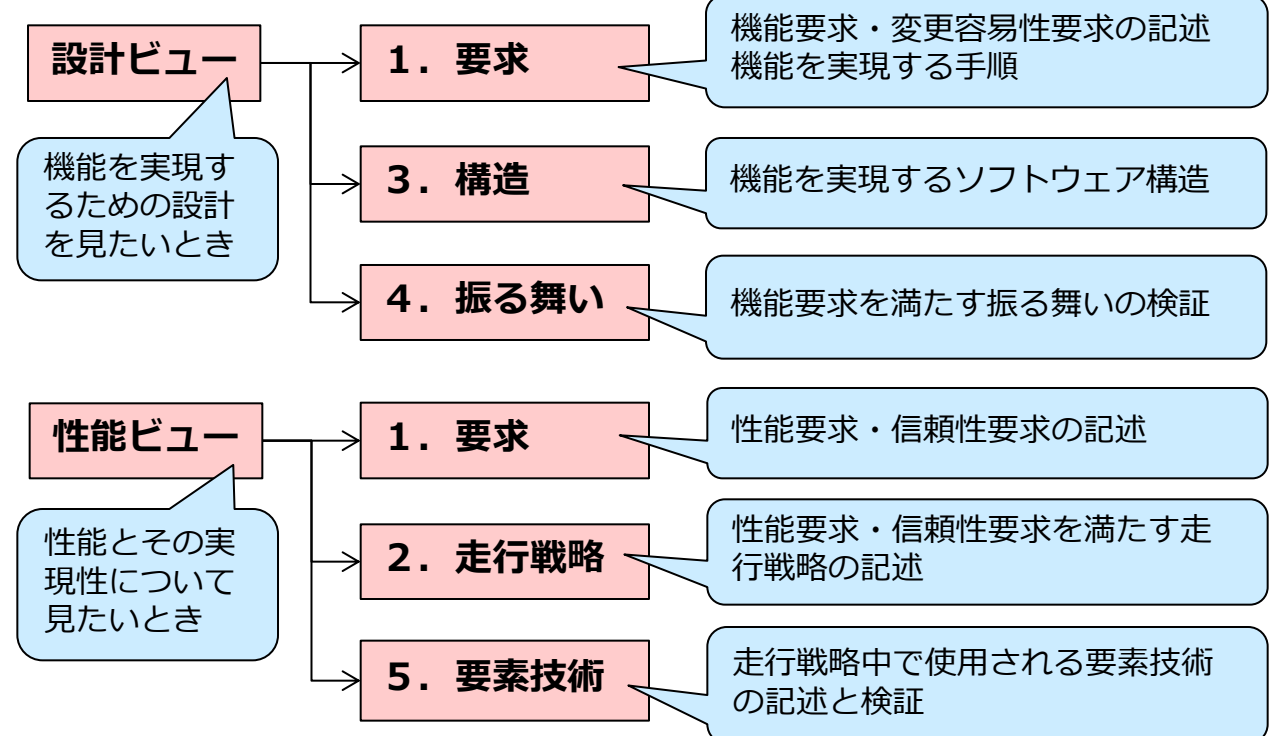 設計ビュー
機能を実現す
るための設計
を見たいとき
1. 要求
機能要求・変更容易性要求の記述
機能を実現する手順
3. 構造
機能を実現するソフトウェア構造
4. 振る舞い
機能要求を満たす振る舞いの検証
性能ビュー
性能とその実
現性について
見たいとき
1. 要求
性能要求・信頼性要求の記述
2. 走行戦略
性能要求・信頼性要求を満たす走
行戦略の記述
5. 要素技術
走行戦略中で使用される要素技術
の記述と検証